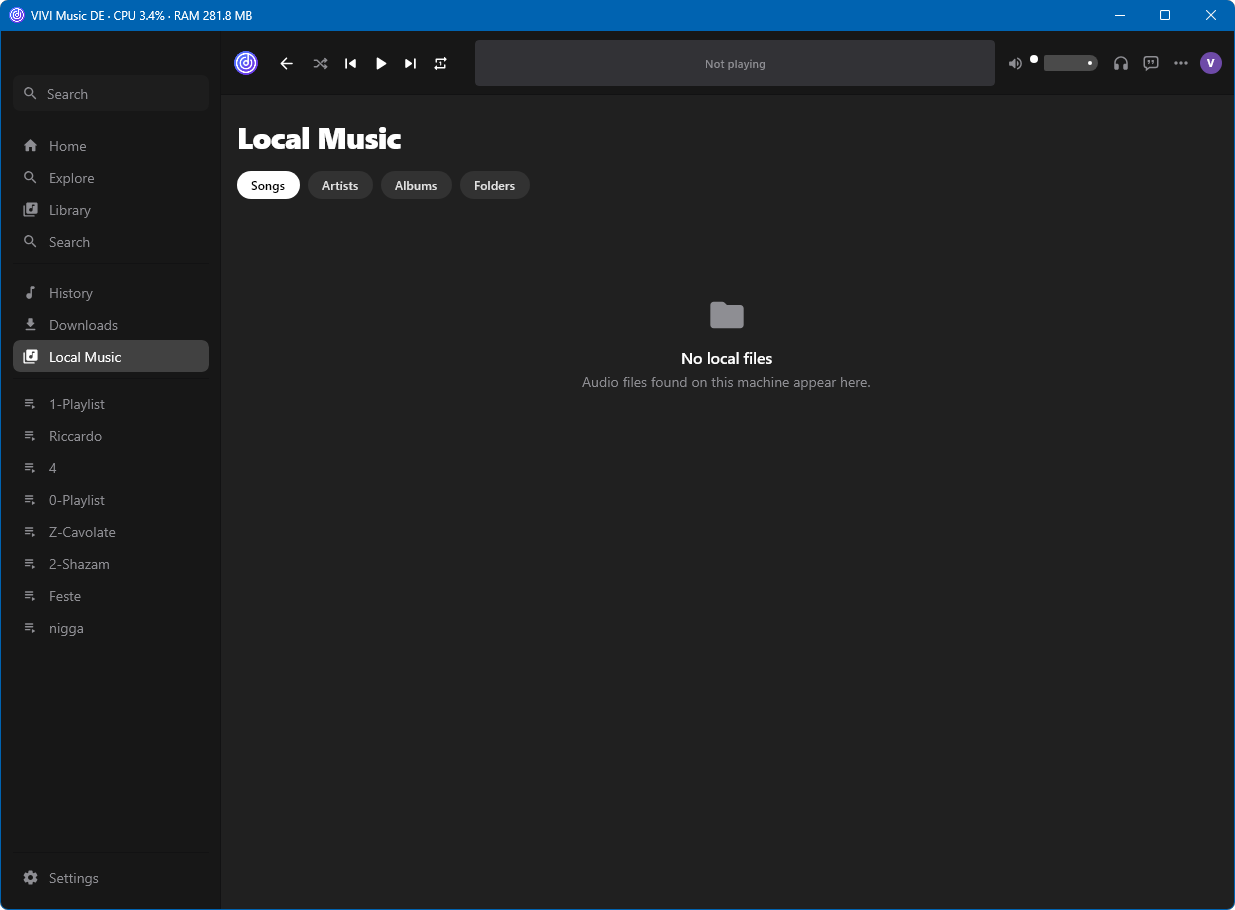 VIVI Music DE · CPU 3.4% · RAM 281.8 MB
Not playing
V
Search
Home
Explore
Library
Search
History
Downloads
Local Music
1-Playlist
Riccardo
4
0-Playlist
Z-Cavolate
2-Shazam
Feste
nigga
Settings
Local Music
Songs
Artists
Albums
Folders
No local files
Audio files found on this machine appear here.